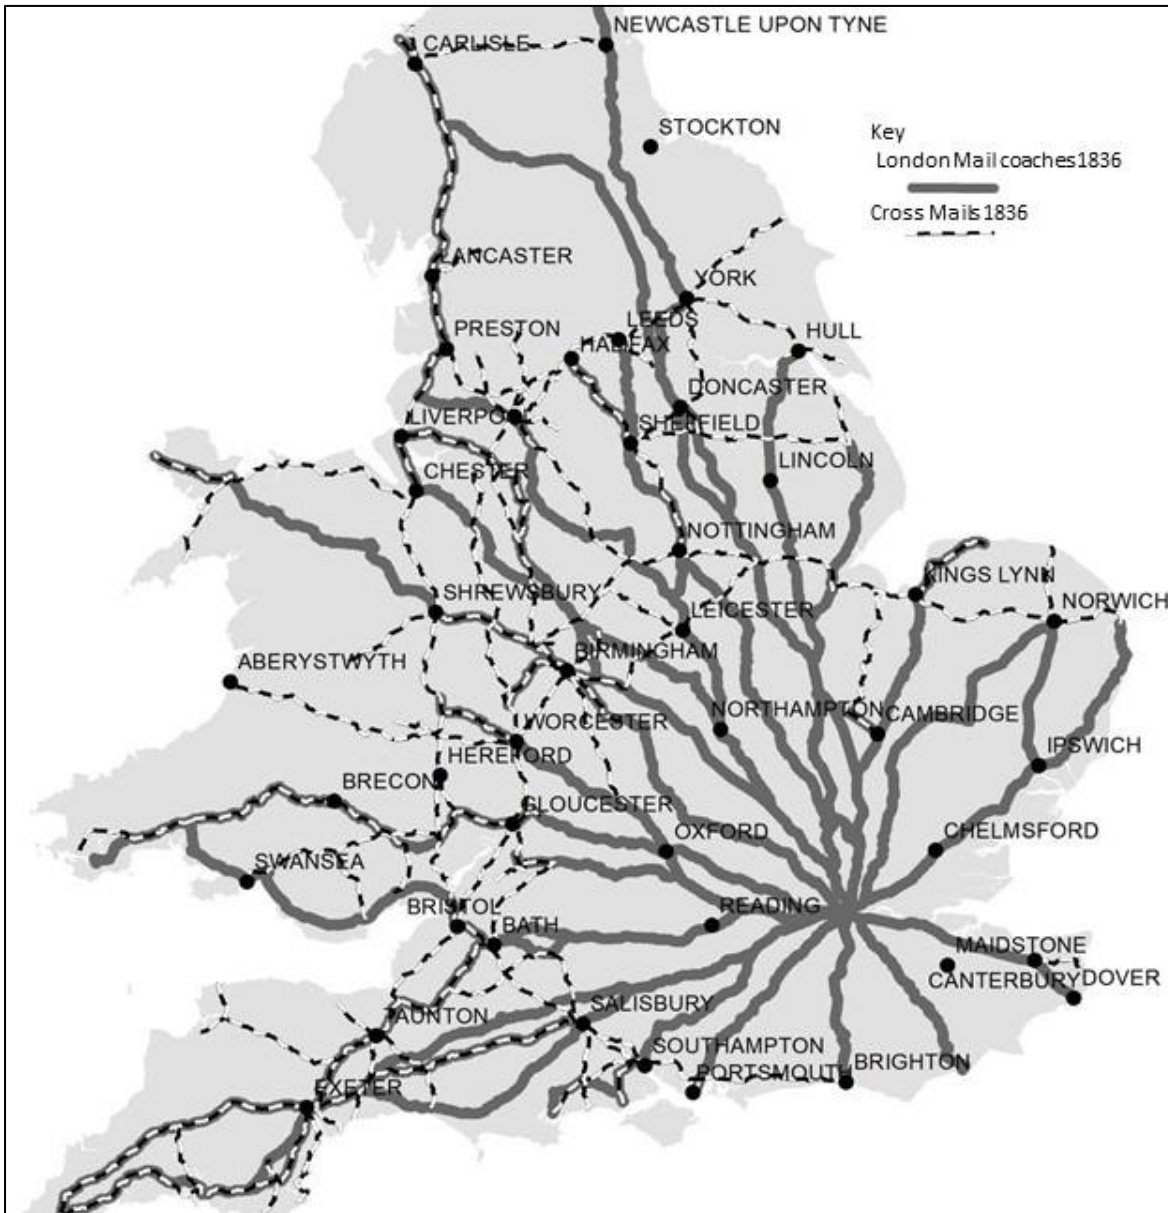 NEWCASTLE UPON TYNE
CARLISLE
STOCKTON
Key
London Mail coaches 1836
Cross Mails 1836
LANCASTER
YORK
PRESTON
LEEDS
HALIFAX
HULL
DONCASTER
LIVERPOOL
SHEFFIELD
CHESTER
LINCOLN
NOTTINGHAM
KINGS LYNN
SHREWSBURY
LEICESTER
NORWICH
BIRMINGHAM
ABERYSTWYTH
NORTHAMPTON
CAMBRIDGE
WORCESTER
HEREFORD
IPSWICH
BRECON
GLOUCESTER
OXFORD
CHELMSFORD
SWANSEA
BRISTOL
READING
BATH
MAIDSTONE
CANTERBURY
DOVER
SALISBURY
TAUNTON
SOUTHAMPTON
BRIGHTON
PORTSMOUTH
EXETER